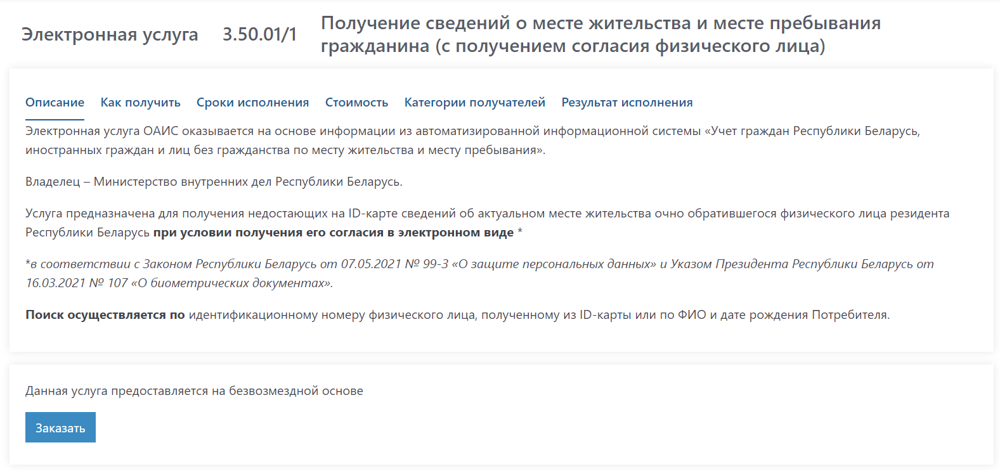 Электронная услуга 3.50.01/1 Получение сведений о месте жительства и месте пребывания
гражданина (с получением согласия физического лица)
Описание Как получить Сроки исполнения Стоимость Категории получателей Результат исполнения
Электронная услуга ОАИС оказывается на основе информации из автоматизированной информационной системы «Учет граждан Республики Беларусь,
иностранных граждан и лиц без гражданства по месту жительства и месту пребывания».
Владелец – Министерство внутренних дел Республики Беларусь.
Услуга предназначена для получения недостающих на ID-карте сведений об актуальном месте жительства очно обратившегося физического лица резидента
Республики Беларусь при условии получения его согласия в электронном виде *
*в соответствии с Законом Республики Беларусь от 07.05.2021 № 99-З «О защите персональных данных» и Указом Президента Республики Беларусь от
16.03.2021 № 107 «О биометрических документах».
Поиск осуществляется по идентификационному номеру физического лица, полученному из ID-карты или по ФИО и дате рождения Потребителя.
Данная услуга предоставляется на безвозмездной основе
Заказать